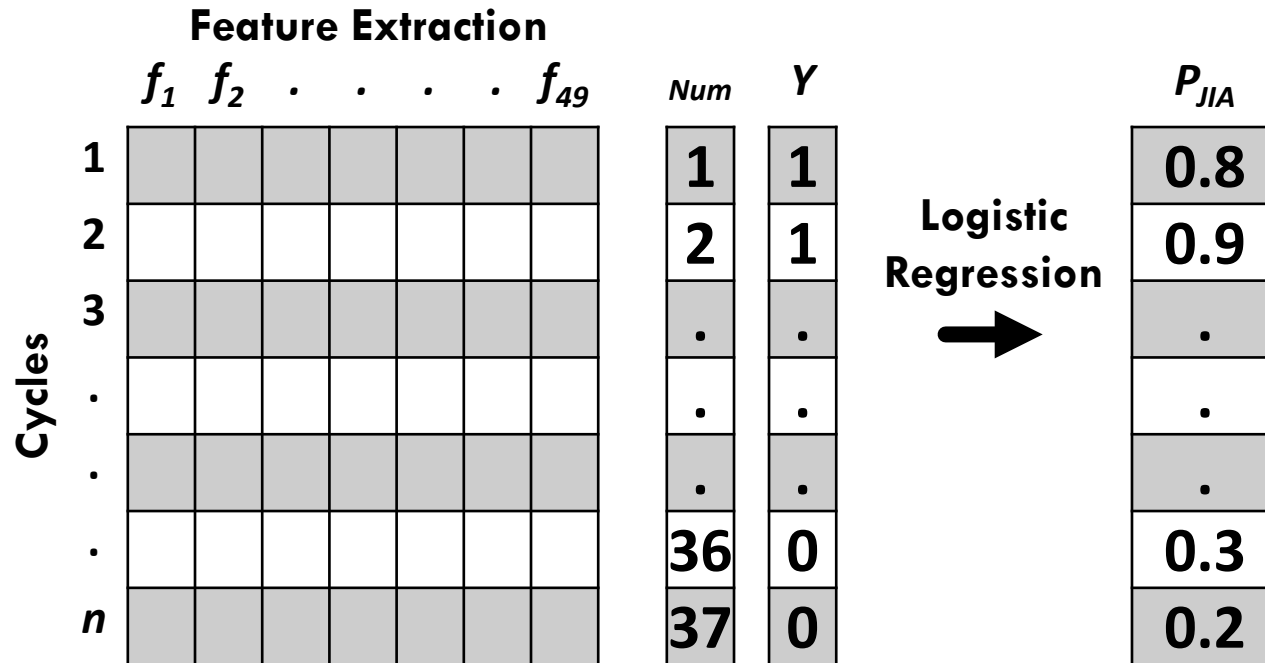 Feature Extraction
f1 f2 . . . . f49 Num Y PJIA
1 1 1 0.8
2 2 1 0.9
Logistic
Regression
3 . . .
. . . .
. . . .
. 36 0 0.3
n 37 0 0.2
Cycles